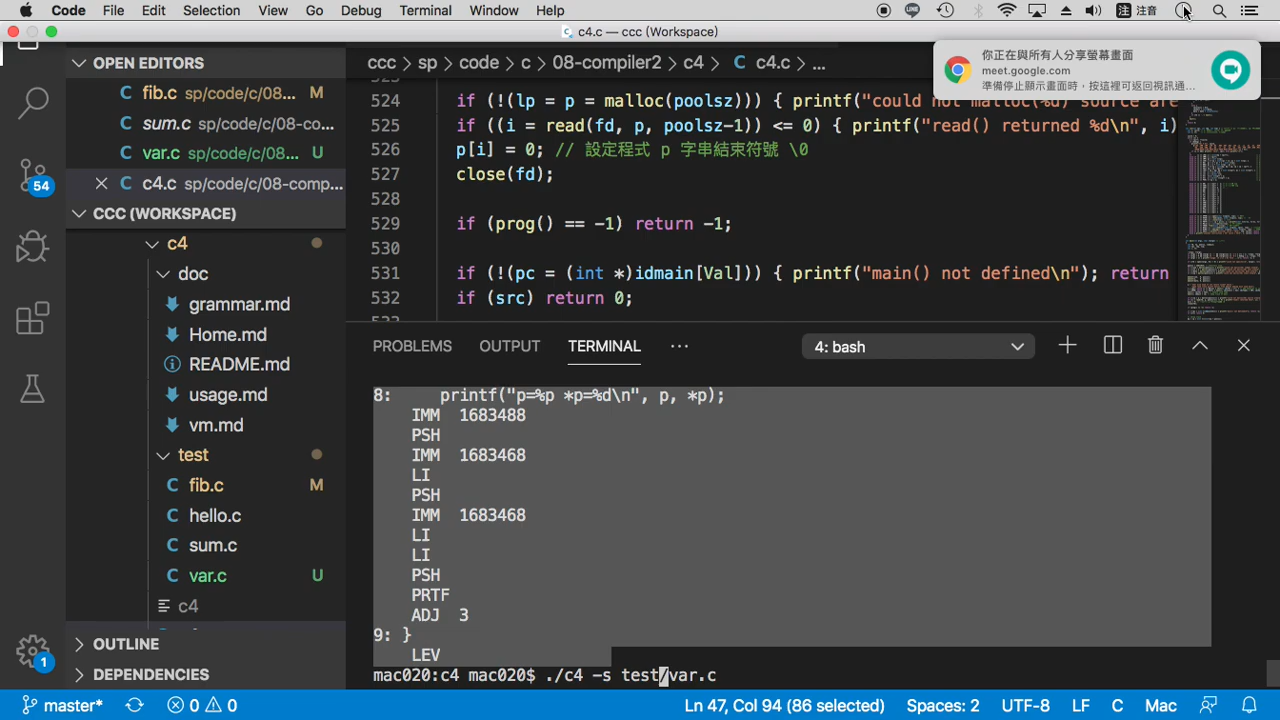 Code File Edit Selection View Go Debug Terminal Window Help 注 注音
c4.c — ccc (Workspace)
OPEN EDITORS
fib.c sp/code/c/08... M
sum.c sp/code/c/08-co...
var.c sp/code/c/08-... U
c4.c sp/code/c/08-comp...
CCC (WORKSPACE)
c4
doc
grammar.md
Home.md
README.md
usage.md
vm.md
test
fib.c M
hello.c
sum.c
var.c U
c4
OUTLINE
DEPENDENCIES
54
1
ccc > sp > code > c > 08-compiler2 > c4 > C c4.c > ...
你正在與所有人分享螢幕畫面
meet.google.com
準備停止顯示畫面時，按這裡可返回視訊通...
524 if (!(lp = p = malloc(poolsz))) { printf("could not malloc(%d) source are
525 if ((i = read(fd, p, poolsz-1)) <= 0) { printf("read() returned %d\n", i)
526 p[i] = 0; // 設定程式 p 字串結束符號 \0
527 close(fd);
528
529 if (prog() == -1) return -1;
530
531 if (!(pc = (int *)idmain[Val])) { printf("main() not defined\n"); return
532 if (src) return 0;
PROBLEMS OUTPUT TERMINAL ... 4: bash
8: printf("p=%p *p=%d\n", p, *p);
IMM 1683488
PSH
IMM 1683468
LI
PSH
IMM 1683468
LI
LI
PSH
PRTF
ADJ 3
9: }
LEV
mac020:c4 mac020$ ./c4 -s test/var.c
master* 0 0 Ln 47, Col 94 (86 selected) Spaces: 2 UTF-8 LF C Mac